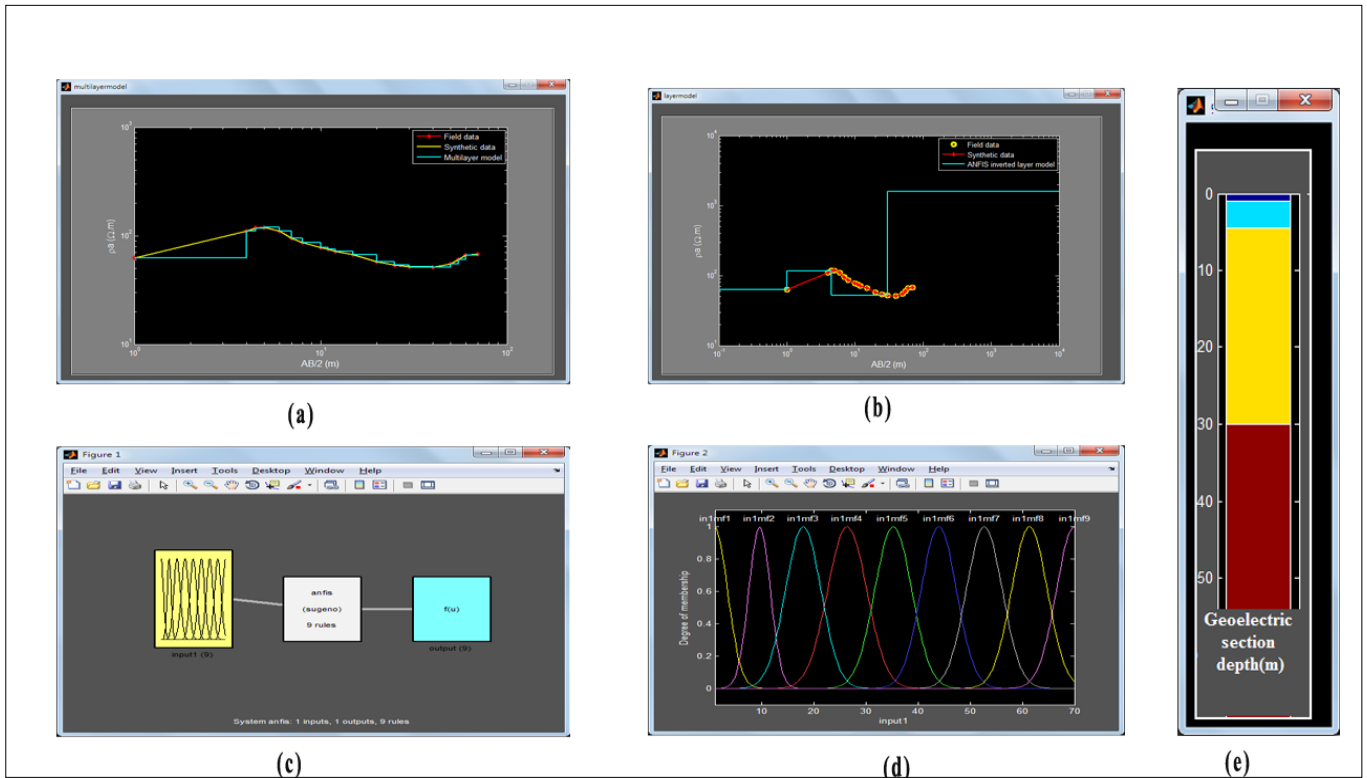 multilayermodel
10³
10²
10¹
ρa (Ω.m)
Field data
Synthetic data
Multilayer model
10⁰
10¹
10²
AB/2 (m)
(a)
layermodel
10⁴
10³
10²
10¹
ρa (Ω.m)
Field data
Synthetic data
ANFIS inverted layer model
10⁻¹
10⁰
10¹
10²
10³
10⁴
AB/2 (m)
(b)
Figure 1
File Edit View Insert Tools Desktop Window Help
anfis
(sugeno)
9 rules
f(u)
input1 (9)
output (9)
System anfis: 1 inputs, 1 outputs, 9 rules
(c)
Figure 2
File Edit View Insert Tools Desktop Window Help
in1mf1 in1mf2 in1mf3 in1mf4 in1mf5 in1mf6 in1mf7 in1mf8 in1mf9
1
0.8
0.6
0.4
0.2
0
Degree of membership
10 20 30 40 50 60 70
input1
(d)
0
10
20
30
40
50
Geoelectric
section
depth(m)
(e)